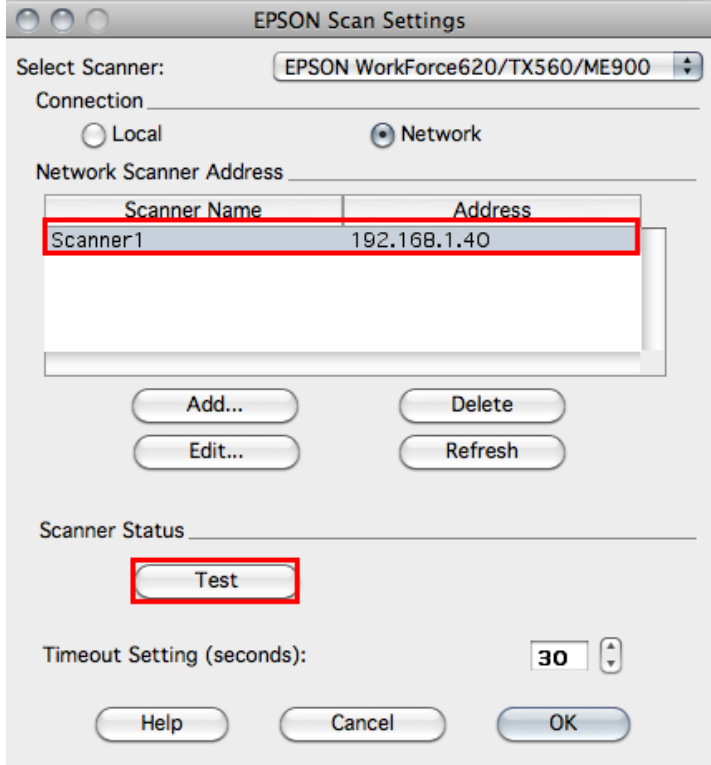 EPSON Scan Settings
Select Scanner: EPSON WorkForce620/TX560/ME900
Connection
Local Network
Network Scanner Address
Scanner Name Address
Scanner1 192.168.1.40
Add... Delete
Edit... Refresh
Scanner Status
Test
Timeout Setting (seconds): 30
Help Cancel OK